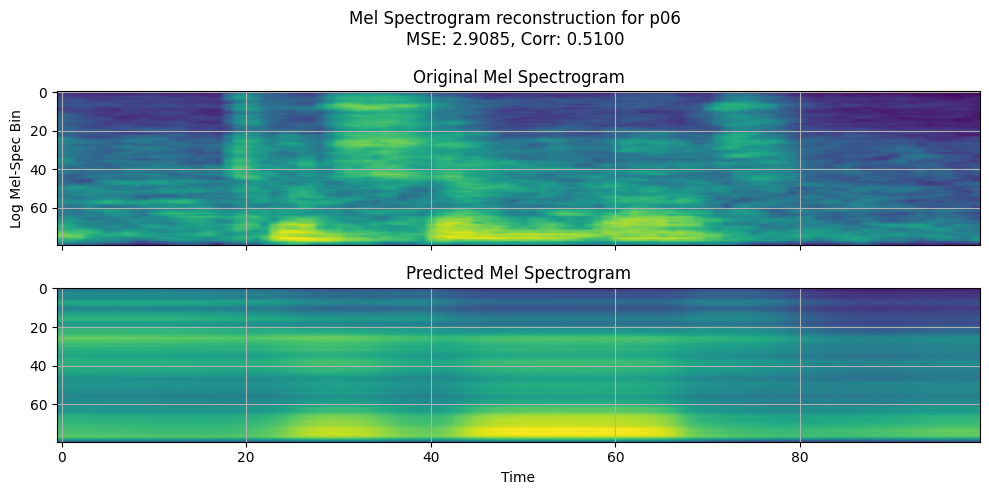 Mel Spectrogram reconstruction for p06
MSE: 2.9085, Corr: 0.5100
Original Mel Spectrogram
0
20
40
60
Log Mel-Spec Bin
Predicted Mel Spectrogram
0
20
40
60
0 20 40 60 80
Time